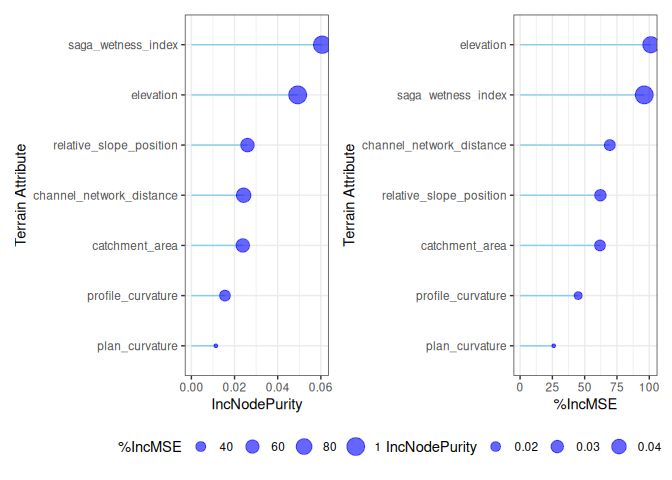 Terrain Attribute
saga_wetness_index
elevation
relative_slope_position
channel_network_distance
catchment_area
profile_curvature
plan_curvature
0.00 0.02 0.04 0.06
IncNodePurity
Terrain Attribute
elevation
saga_wetness_index
channel_network_distance
relative_slope_position
catchment_area
profile_curvature
plan_curvature
0 25 50 75 100
%IncMSE
%IncMSE 40 60 80 1 IncNodePurity 0.02 0.03 0.04